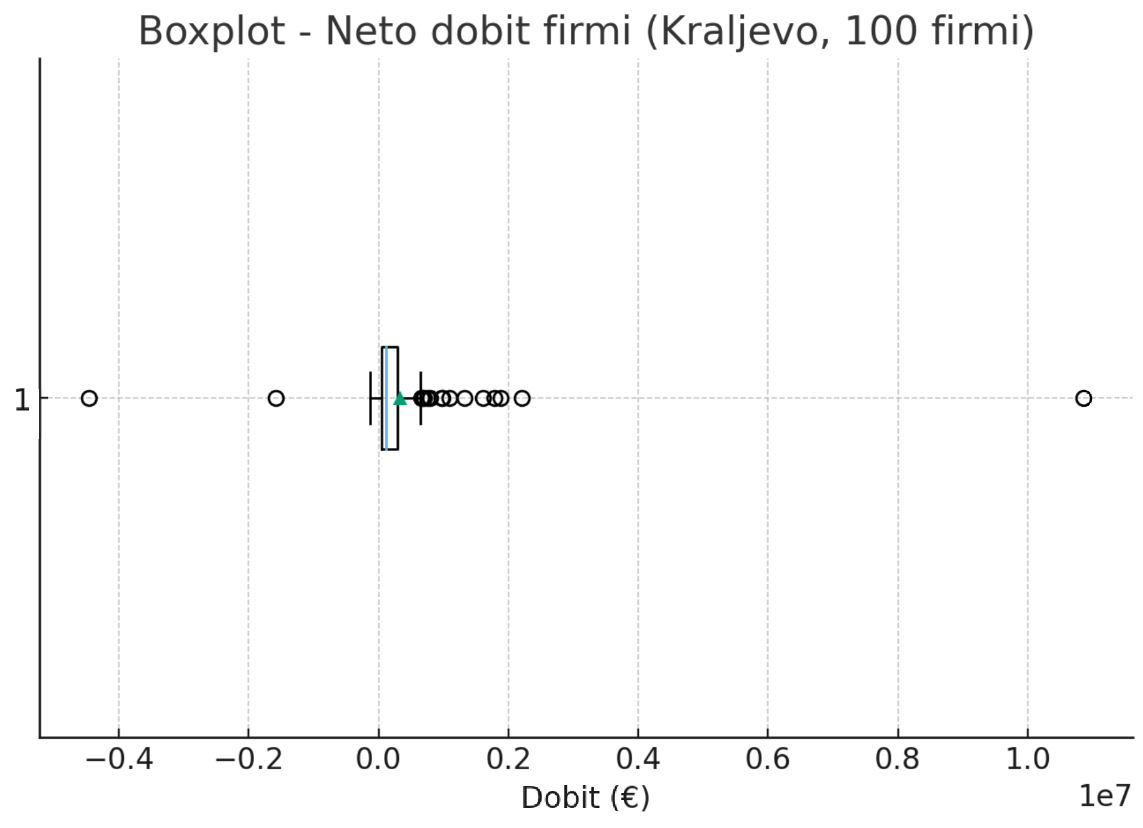 Boxplot - Neto dobit firmi (Kraljevo, 100 firmi)
1
−0.4 −0.2 0.0 0.2 0.4 0.6 0.8 1.0
Dobit (€)
1e7